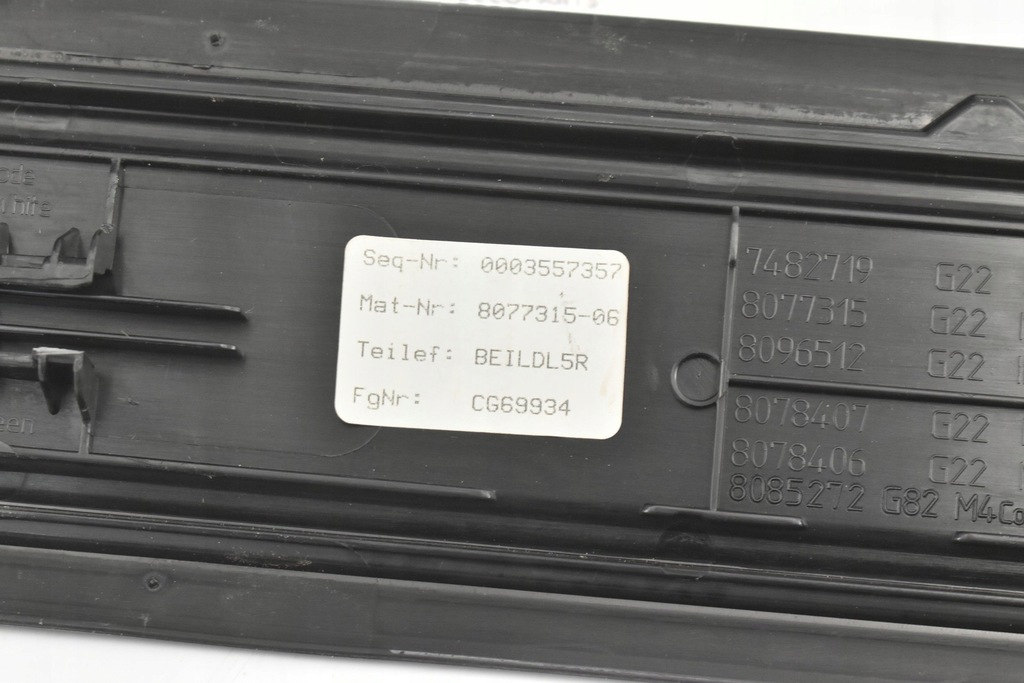 Seq-Nr: 0003557357
Mat-Nr: 8077315-06
Teilef: BEILDL5R
FgNr: CG69934
7482719 G22
8077315 G22
8096512 G22
8078407 G22
8078406 G22
8085272 G82 M4Co